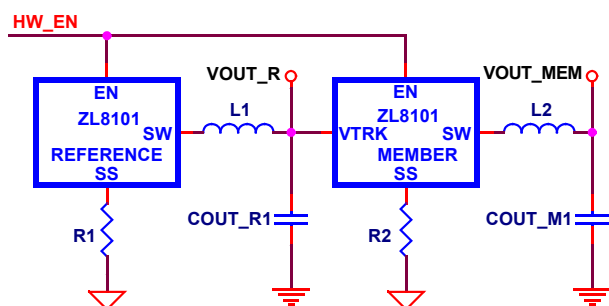 HW_EN
VOUT_R
VOUT_MEM
EN
ZL8101
SW
REFERENCE
SS
L1
EN
ZL8101
VTRK
SW
MEMBER
SS
L2
R1
COUT_R1
R2
COUT_M1